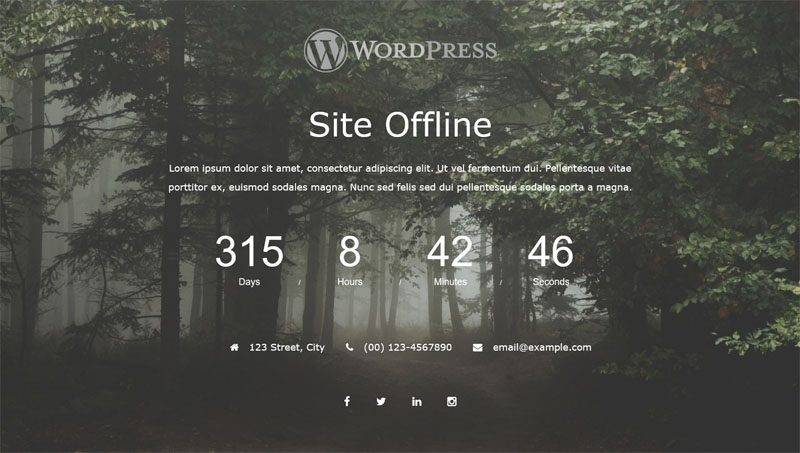 WORDPRESS
Site Offline
Lorem ipsum dolor sit amet, consectetur adipiscing elit. Ut vel fermentum dui. Pellentesque vitae
porttitor ex, euismod sodales magna. Nunc sed felis sed dui pellentesque sodales porta a magna.
315 8 42 46
Days / Hours / Minutes / Seconds
123 Street, City (00) 123-4567890 email@example.com